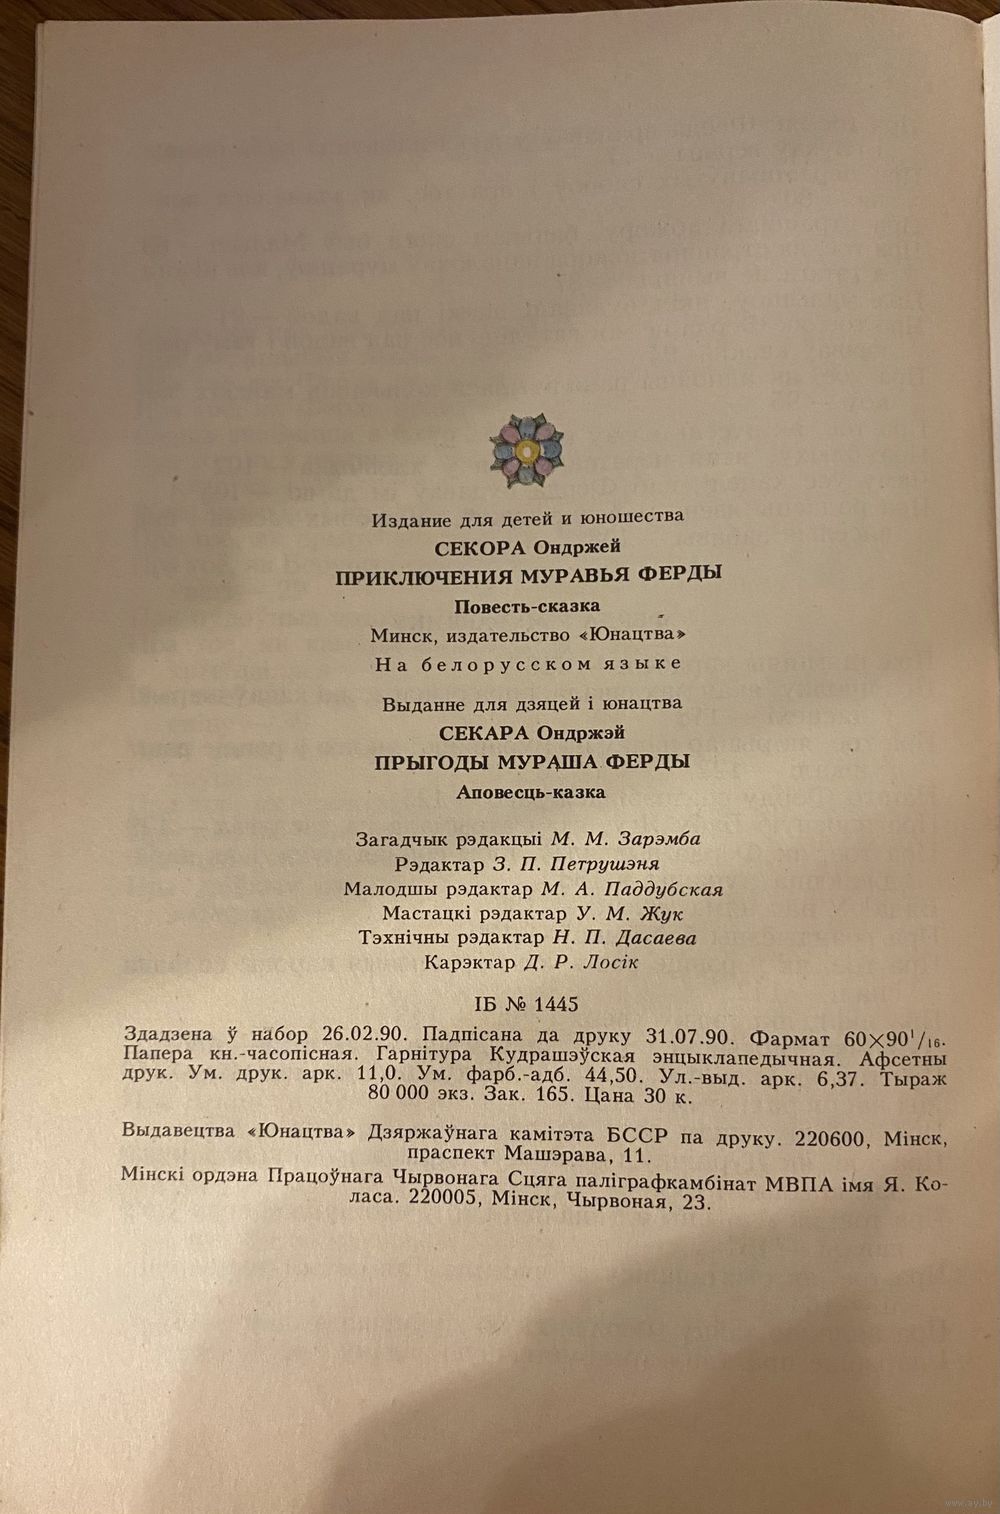 Издание для детей и юношества
СЕКОРА Ондржей
ПРИКЛЮЧЕНИЯ МУРАВЬЯ ФЕРДЫ
Повесть-сказка
Минск, издательство «Юнацтва»
На белорусском языке
Выданне для дзяцей і юнацтва
СЕКАРА Ондржэй
ПРЫГОДЫ МУРАША ФЕРДЫ
Аповесць-казка
Загадчык рэдакцыі М. М. Зарэмба
Рэдактар З. П. Петрушэня
Малодшы рэдактар М. А. Паддубская
Мастацкі рэдактар У. М. Жук
Тэхнічны рэдактар Н. П. Дасаева
Карэктар Д. Р. Лосік
ІБ № 1445
Здадзена ў набор 26.02.90. Падпісана да друку 31.07.90. Фармат 60×90¹/₁₆.
Папера кн.-часопісная. Гарнітура Кудрашэўская энцыклапедычная. Афсетны
друк. Ум. друк. арк. 11,0. Ум. фарб.-адб. 44,50. Ул.-выд. арк. 6,37. Тыраж
80 000 экз. Зак. 165. Цана 30 к.
Выдавецтва «Юнацтва» Дзяржаўнага камітэта БССР па друку. 220600, Мінск,
праспект Машэрава, 11.
Мінскі ордэна Працоўнага Чырвонага Сцяга паліграфкамбінат МВПА імя Я. Ко-
ласа. 220005, Мінск, Чырвоная, 23.
www.ay.by